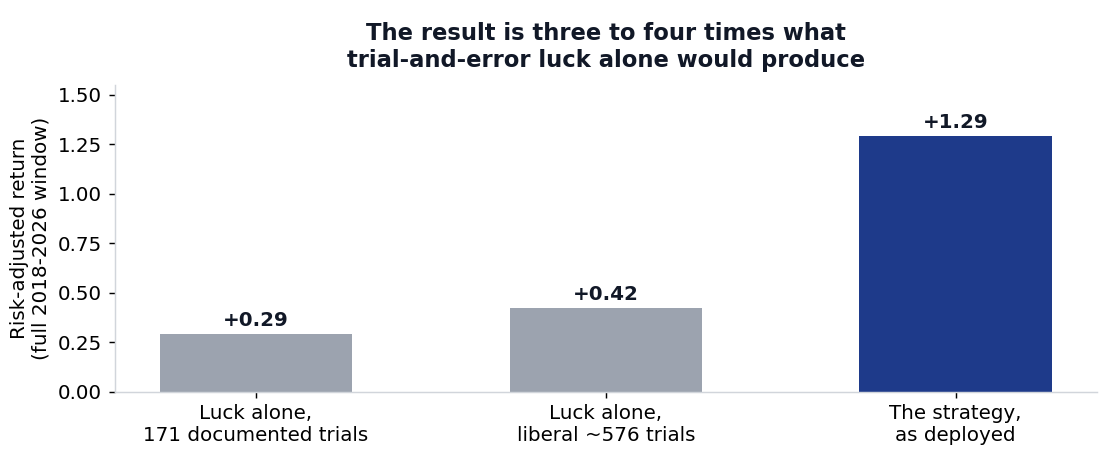 The result is three to four times what
trial-and-error luck alone would produce
Risk-adjusted return
(full 2018-2026 window)
1.50
1.25
1.00
0.75
0.50
0.25
0.00
+0.29
+0.42
+1.29
Luck alone,
171 documented trials
Luck alone,
liberal ~576 trials
The strategy,
as deployed